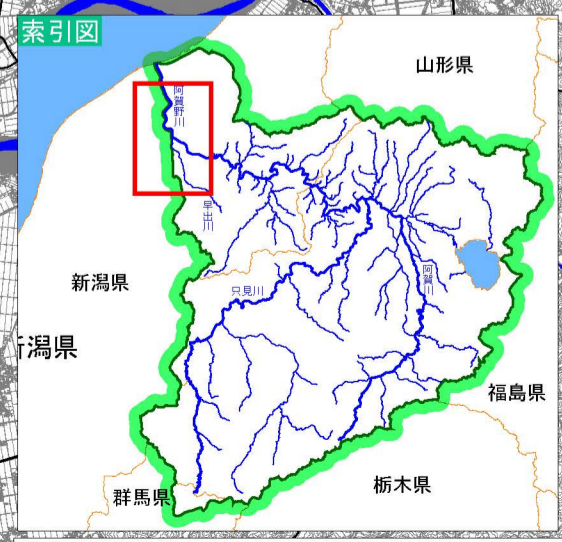 索引図
山形県
阿賀野川
早出川
新潟県
只見川
阿賀川
新潟県
福島県
栃木県
群馬県